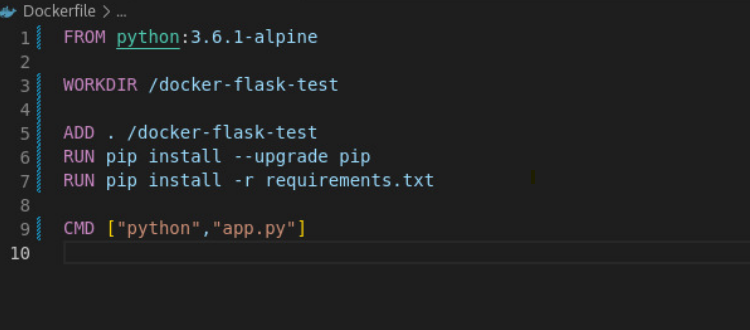 Dockerfile > ...
1 FROM python:3.6.1-alpine
2
3 WORKDIR /docker-flask-test
4
5 ADD . /docker-flask-test
6 RUN pip install --upgrade pip
7 RUN pip install -r requirements.txt
8
9 CMD ["python","app.py"]
10